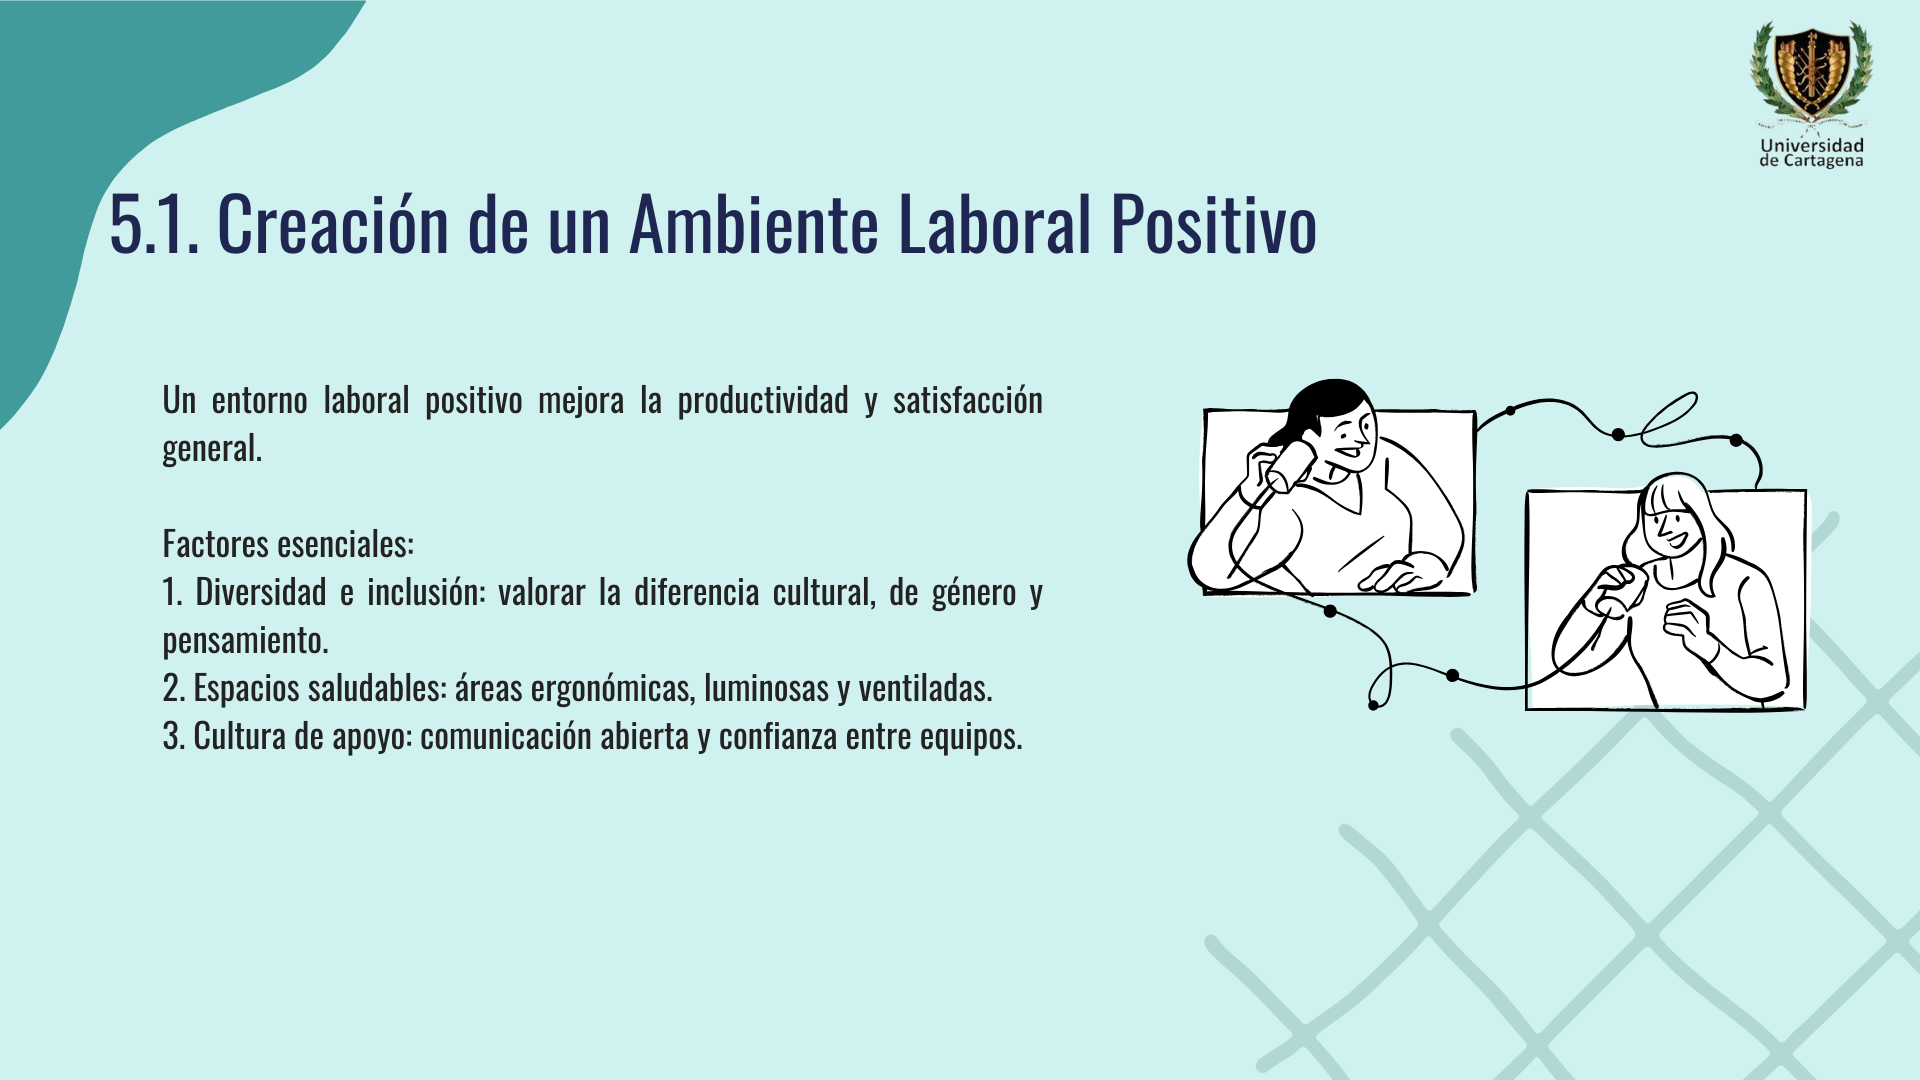 Universidad
de Cartagena
5.1. Creación de un Ambiente Laboral Positivo
Un entorno laboral positivo mejora la productividad y satisfacción
general.
Factores esenciales:
1. Diversidad e inclusión: valorar la diferencia cultural, de género y
pensamiento.
2. Espacios saludables: áreas ergonómicas, luminosas y ventiladas.
3. Cultura de apoyo: comunicación abierta y confianza entre equipos.